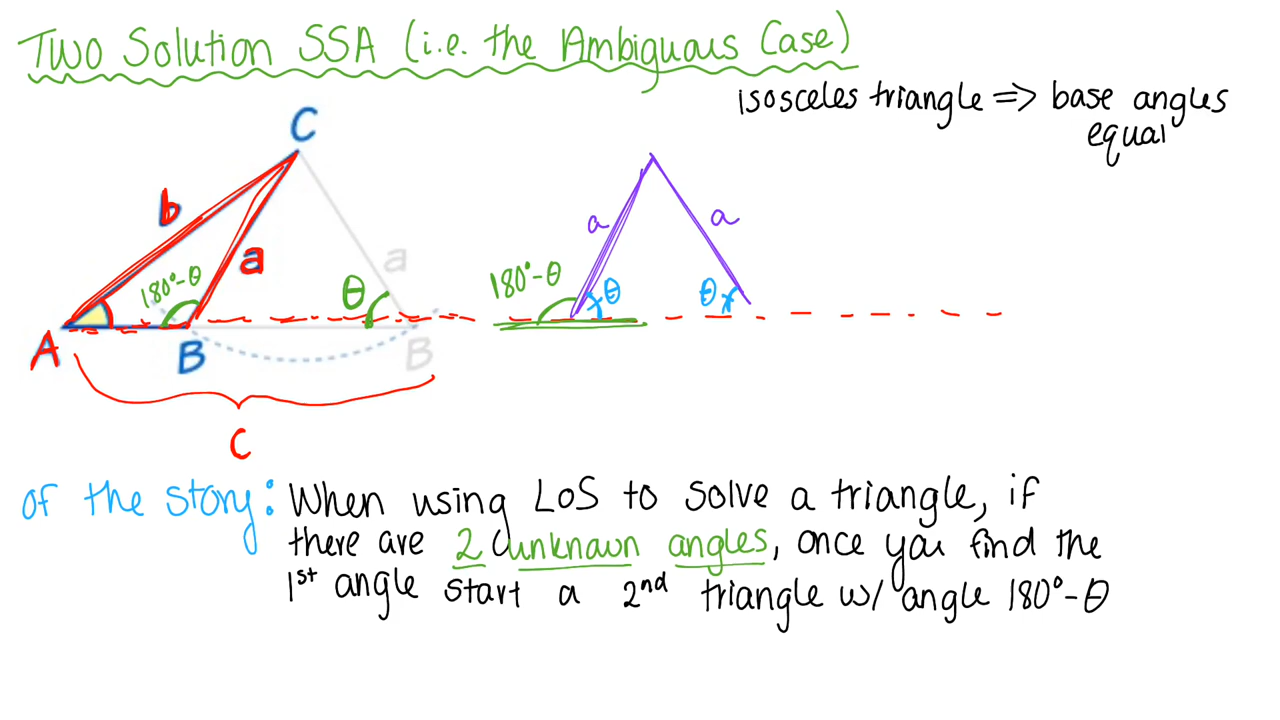 Two Solution SSA (i.e. the Ambiguous Case)
isosceles triangle => base angles
equal
C
b
a
a
180°-θ
θ
A
B
B
c
a
a
180°-θ
θ
θ
of the story: When using LoS to solve a triangle, if
there are 2 unknown angles, once you find the
1st angle start a 2nd triangle w/ angle 180°-θ